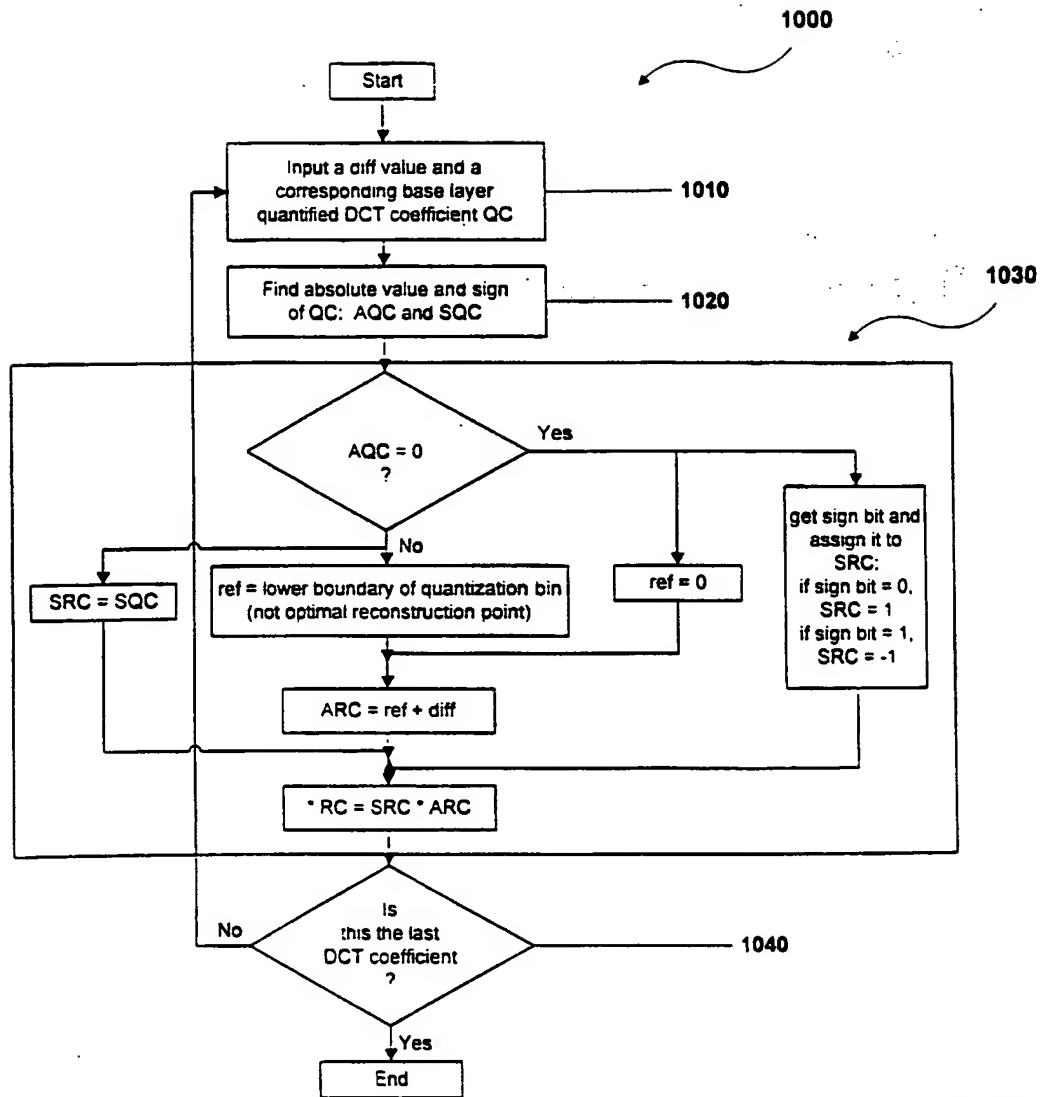 1000
Start
Input a diff value and a
corresponding base layer
quantified DCT coefficient QC
1010
Find absolute value and sign
of QC: AQC and SQC
1020
1030
AQC = 0
?
Yes
No
SRC = SQC
ref = lower boundary of quantization bin
(not optimal reconstruction point)
ref = 0
get sign bit and
assign it to
SRC:
if sign bit = 0,
SRC = 1
if sign bit = 1,
SRC = -1
ARC = ref + diff
* RC = SRC * ARC
Is
this the last
DCT coefficient
?
No
1040
Yes
End